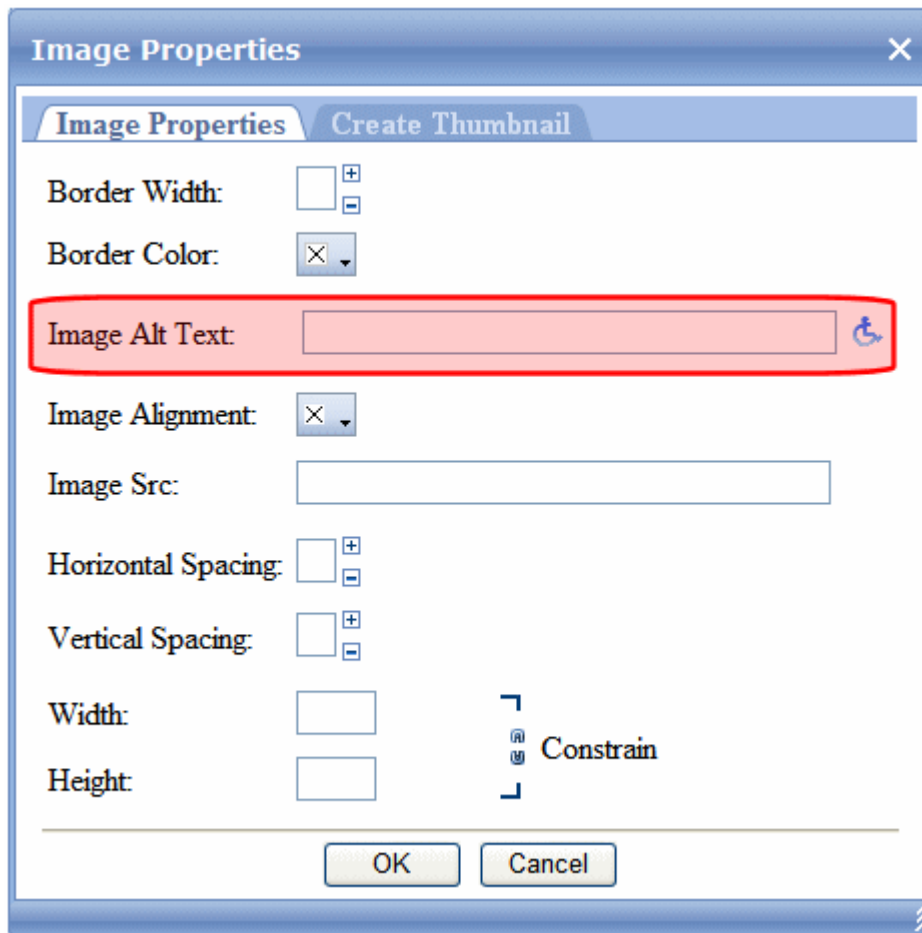 Image Properties
Image Properties Create Thumbnail
Border Width:
Border Color:
Image Alt Text:
Image Alignment:
Image Src:
Horizontal Spacing:
Vertical Spacing:
Width:
Constrain
Height:
OK Cancel